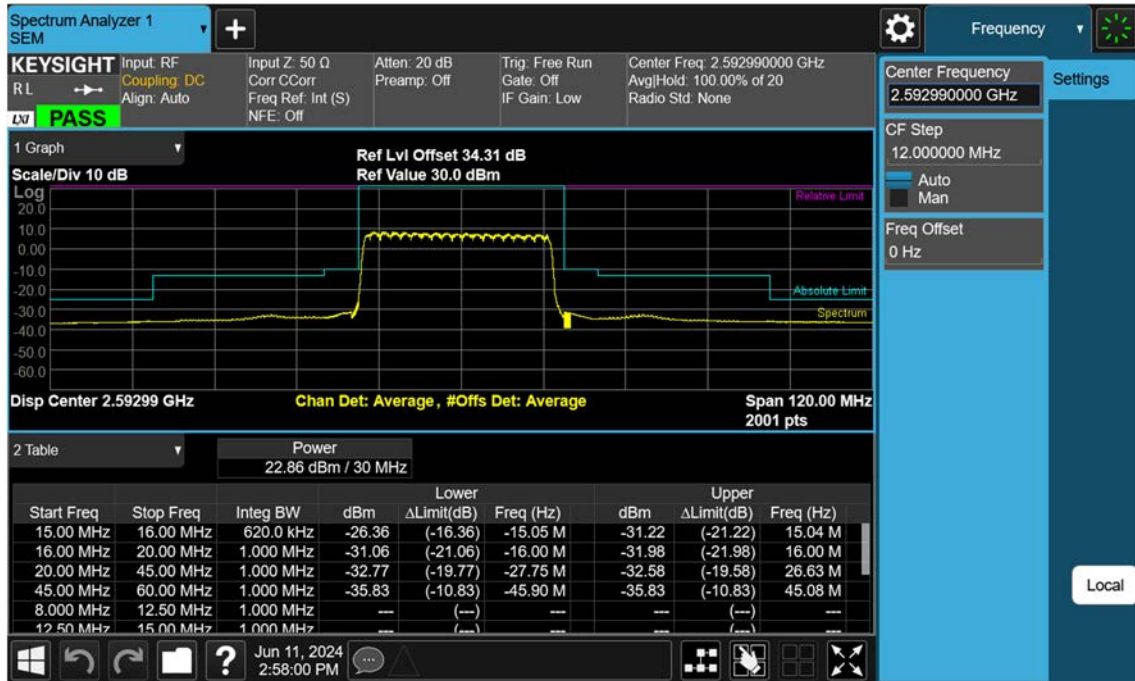 Spectrum Analyzer 1
SEM
Frequency
KEYSIGHT
R L
LXI PASS
Input: RF
Coupling: DC
Align: Auto
Input Z: 50 Ω
Corr CCorr
Freq Ref: Int (S)
NFE: Off
Atten: 20 dB
Preamp: Off
Trig: Free Run
Gate: Off
IF Gain: Low
Center Freq: 2.592990000 GHz
Avg|Hold: 100.00% of 20
Radio Std: None
Center Frequency
2.592990000 GHz
Settings
CF Step
12.000000 MHz
Auto
Man
Freq Offset
0 Hz
Local
1 Graph
Scale/Div 10 dB
Ref Lvl Offset 34.31 dB
Ref Value 30.0 dBm
Log
20.0
10.0
0.00
-10.0
-20.0
-30.0
-40.0
-50.0
-60.0
Relative Limit
Absolute Limit
Spectrum
Disp Center 2.59299 GHz
Chan Det: Average, #Offs Det: Average
Span 120.00 MHz
2001 pts
2 Table
Power
22.86 dBm / 30 MHz
Lower Upper
Start Freq Stop Freq Integ BW dBm ΔLimit(dB) Freq (Hz) dBm ΔLimit(dB) Freq (Hz)
15.00 MHz 16.00 MHz 620.0 kHz -26.36 (-16.36) -15.05 M -31.22 (-21.22) 15.04 M
16.00 MHz 20.00 MHz 1.000 MHz -31.06 (-21.06) -16.00 M -31.98 (-21.98) 16.00 M
20.00 MHz 45.00 MHz 1.000 MHz -32.77 (-19.77) -27.75 M -32.58 (-19.58) 26.63 M
45.00 MHz 60.00 MHz 1.000 MHz -35.83 (-10.83) -45.90 M -35.83 (-10.83) 45.08 M
8.000 MHz 12.50 MHz 1.000 MHz --- (---) --- --- (---) ---
12.50 MHz 15.00 MHz 1.000 MHz --- (---) --- --- (---) ---
?
Jun 11, 2024
2:58:00 PM